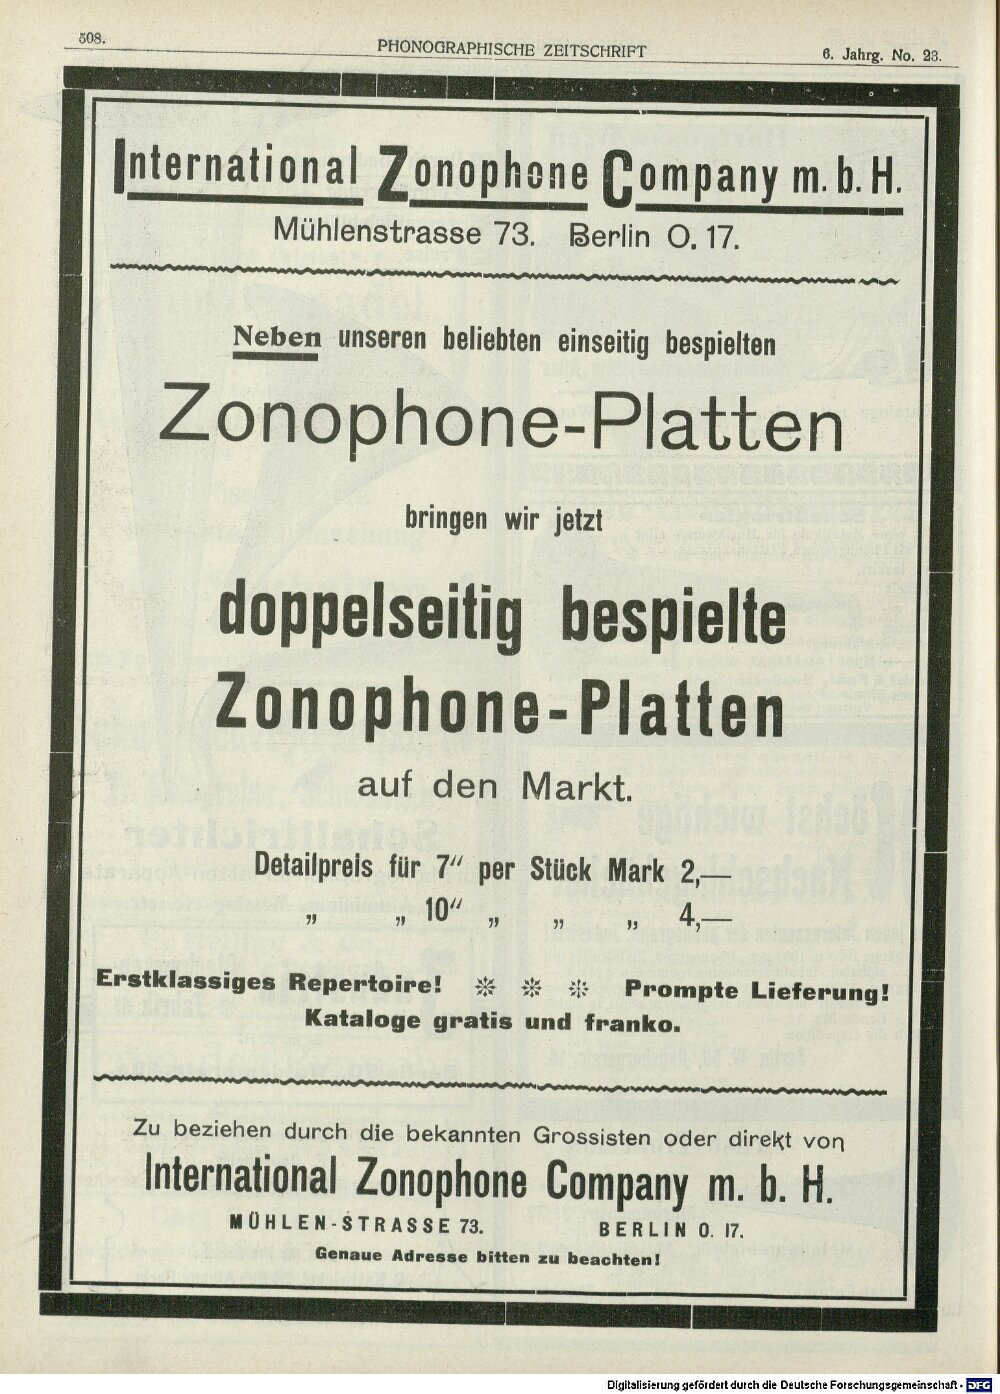 508.
PHONOGRAPHISCHE ZEITSCHRIFT
6. Jahrg. No. 23.
International Zonophone Company m. b. H.
Mühlenstrasse 73. Berlin O. 17.
Neben unseren beliebten einseitig bespielten
Zonophone-Platten
bringen wir jetzt
doppelseitig bespielte
Zonophone-Platten
auf den Markt.
Detailpreis für 7“ per Stück Mark 2,—
„ „ 10“ „ „ „ 4,—
Erstklassiges Repertoire! Prompte Lieferung!
Kataloge gratis und franko.
Zu beziehen durch die bekannten Grossisten oder direkt von
International Zonophone Company m. b. H.
MÜHLEN-STRASSE 73. BERLIN O. 17.
Genaue Adresse bitten zu beachten!
Digitalisierung gefördert durch die Deutsche Forschungsgemeinschaft - DFG